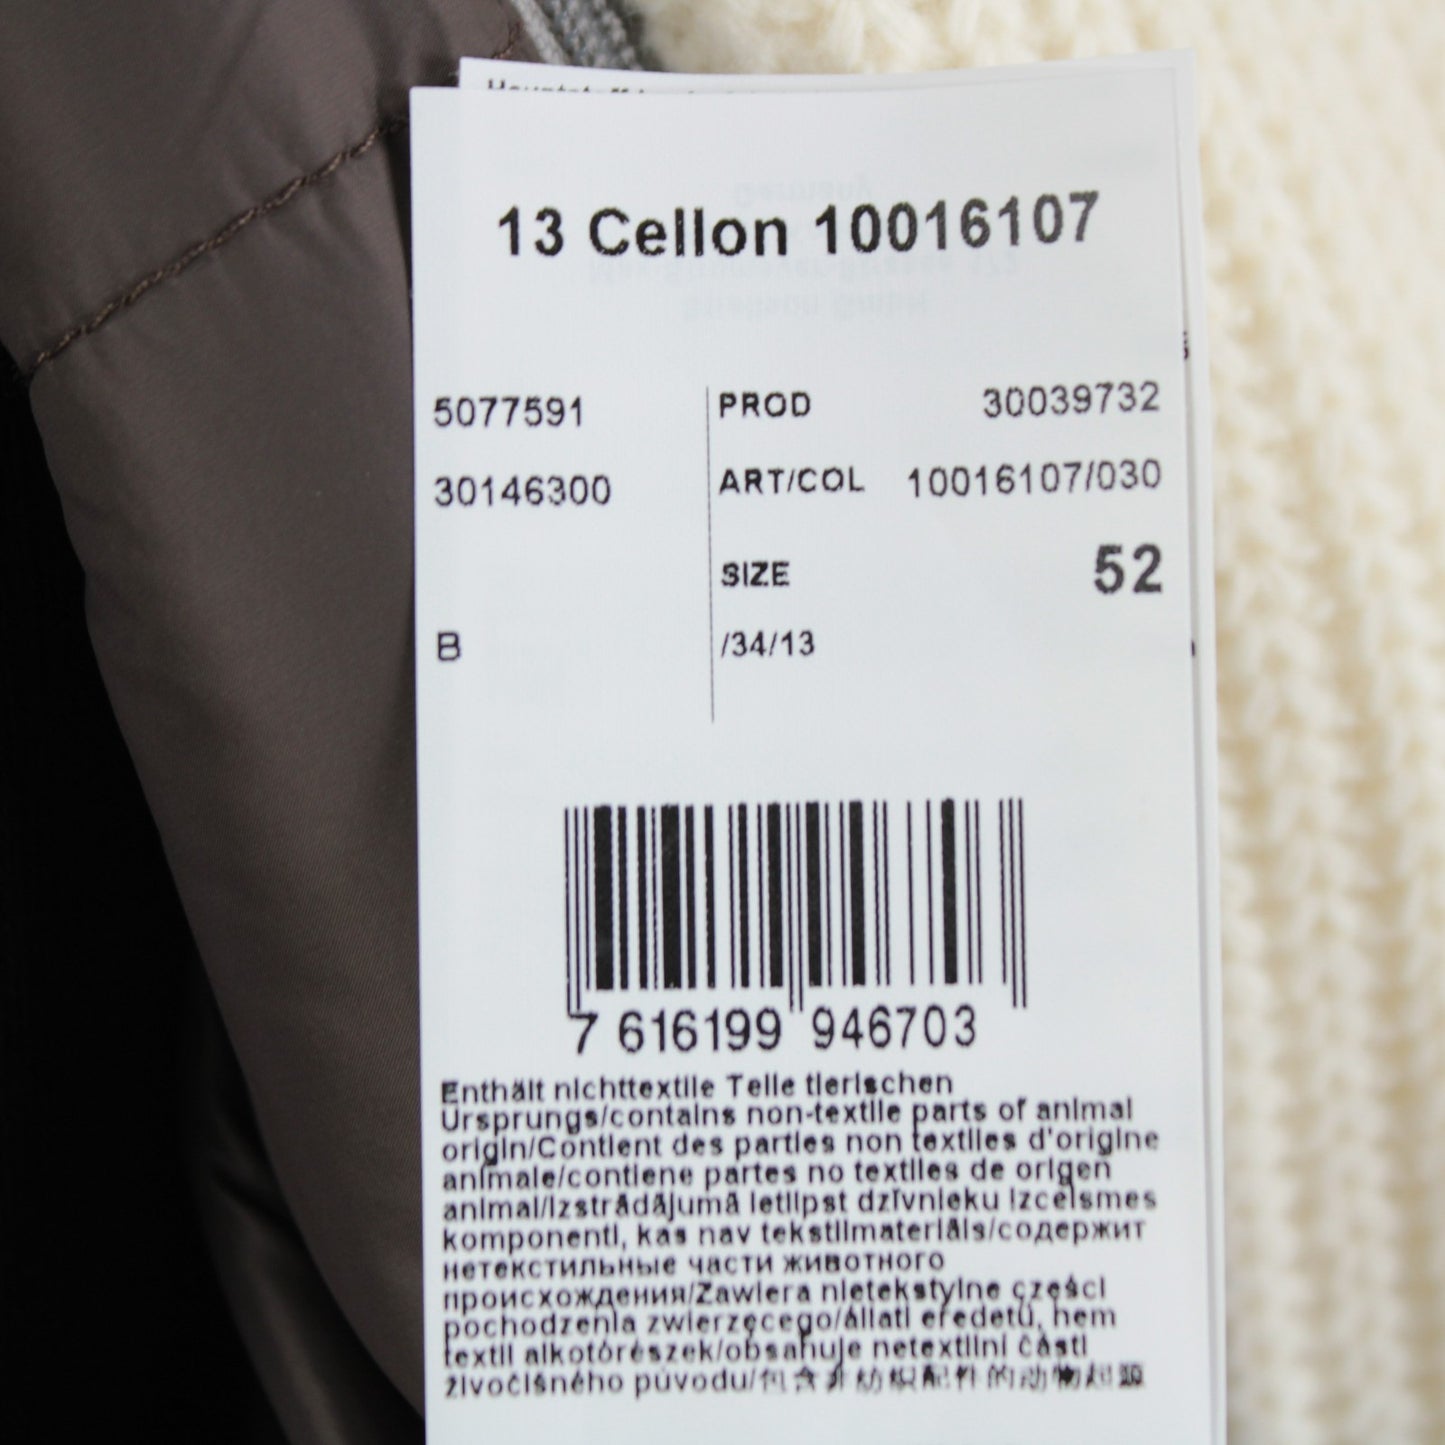 13 Cellon 10016107
5077591
PROD 30039732
30146300
ART/COL 10016107/030
SIZE 52
B
/34/13
7 616199 946703
Enthält nichttextile Teile tierischen
Ursprungs/contains non-textile parts of animal
origin/Contient des parties non textiles d'origine
animale/contiene partes no textiles de origen
animal/Izstrādājumā ietilpst dzīvnieku izcelsmes
komponenti, kas nav tekstilmateriāls/содержит
нетекстильные части животного
происхождения/Zawiera nietekstylne części
pochodzenia zwierzęcego/állati eredetű, nem
textil alkotórészek/obsahuje netextilní části
živočišného původu/包含非纺织配件的动物起源